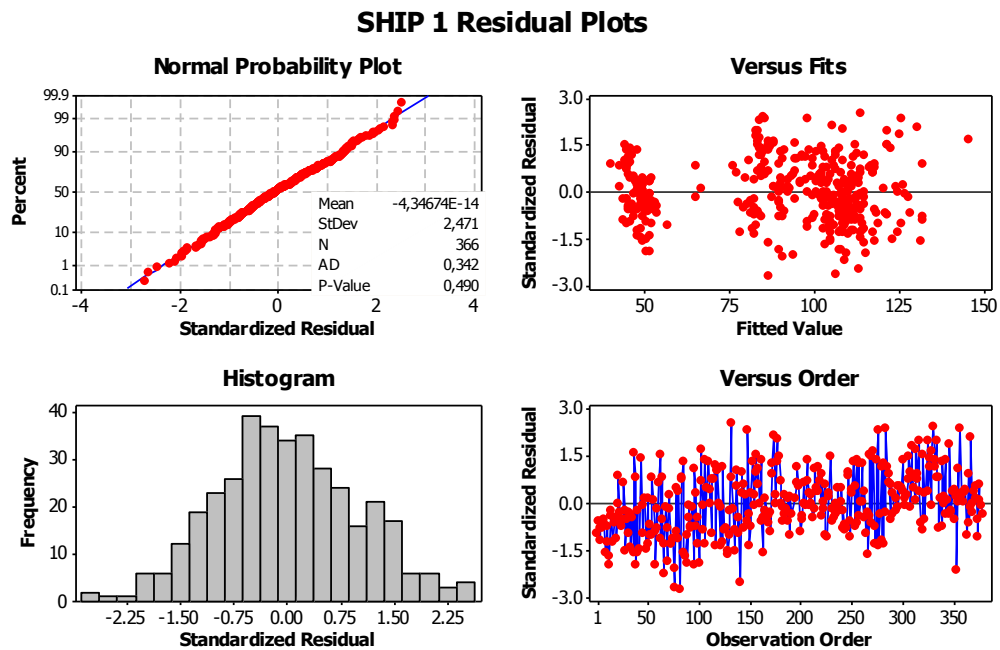 SHIP 1 Residual Plots
Normal Probability Plot
99.9
99
90
50
10
1
0.1
Percent
Mean -4,34674E-14
StDev 2,471
N 366
AD 0,342
P-Value 0,490
-4 -2 0 2 4
Standardized Residual
Versus Fits
3.0
1.5
0.0
-1.5
-3.0
Standardized Residual
50 75 100 125 150
Fitted Value
Histogram
40
30
20
10
0
Frequency
-2.25 -1.50 -0.75 0.00 0.75 1.50 2.25
Standardized Residual
Versus Order
3.0
1.5
0.0
-1.5
-3.0
Standardized Residual
1 50 100 150 200 250 300 350
Observation Order